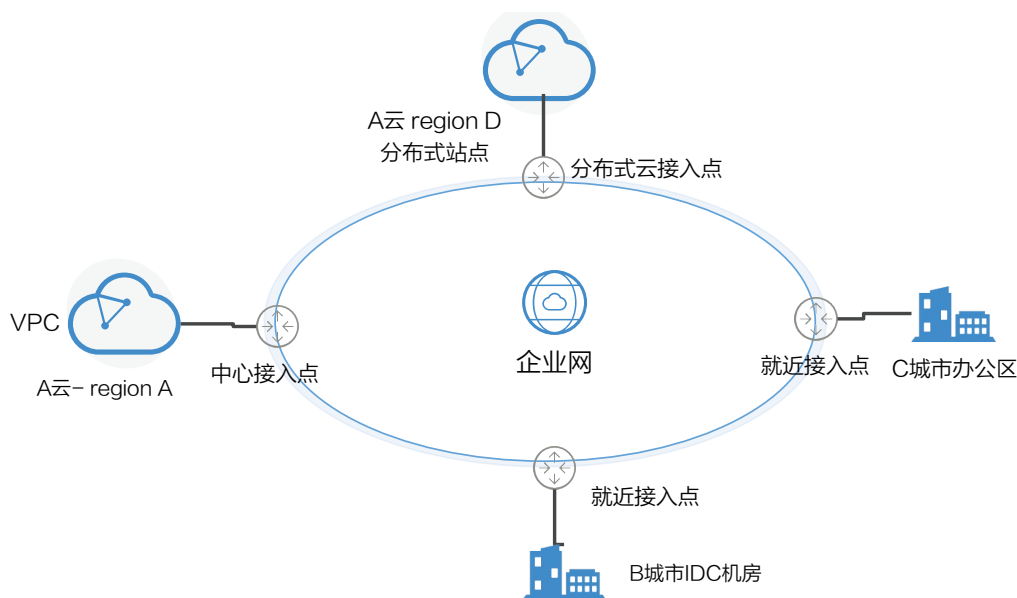 A云 region D
分布式站点
分布式云接入点
VPC
A云- region A
中心接入点
企业网
就近接入点
C城市办公区
就近接入点
B城市IDC机房